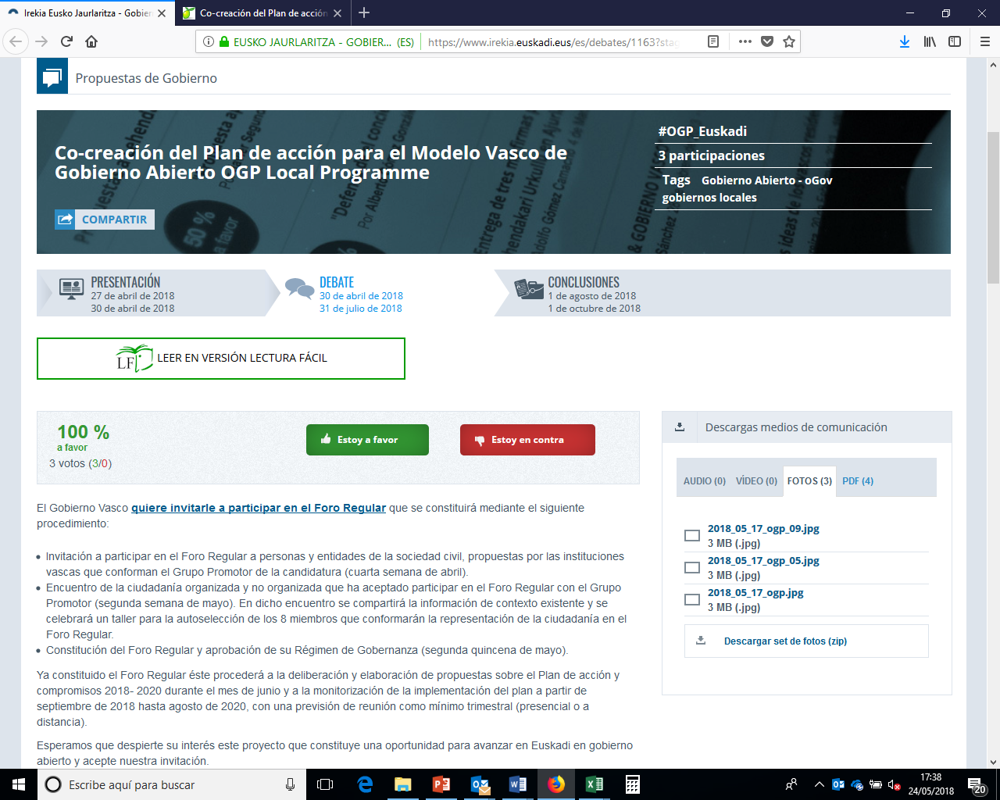 Irekia Eusko Jaurlaritza - Gobier
Co-creación del Plan de acción
EUSKO JAURLARITZA - GOBIER... (ES)
https://www.irekia.euskadi.eus/es/debates/1163?sta
Propuestas de Gobierno
Co-creación del Plan de acción para el Modelo Vasco de
Gobierno Abierto OGP Local Programme
COMPARTIR
#OGP_Euskadi
3 participaciones
Tags Gobierno Abierto - oGov
gobiernos locales
50 %
a favor
PRESENTACIÓN
27 de abril de 2018
30 de abril de 2018
DEBATE
30 de abril de 2018
31 de julio de 2018
CONCLUSIONES
1 de agosto de 2018
1 de octubre de 2018
LF LEER EN VERSIÓN LECTURA FÁCIL
100 %
a favor
3 votos (3/0)
Estoy a favor
Estoy en contra
El Gobierno Vasco quiere invitarle a participar en el Foro Regular que se constituirá mediante el siguiente
procedimiento:
Invitación a participar en el Foro Regular a personas y entidades de la sociedad civil, propuestas por las instituciones
vascas que conforman el Grupo Promotor de la candidatura (cuarta semana de abril).
Encuentro de la ciudadanía organizada y no organizada que ha aceptado participar en el Foro Regular con el Grupo
Promotor (segunda semana de mayo). En dicho encuentro se compartirá la información de contexto existente y se
celebrará un taller para la autoselección de los 8 miembros que conformarán la representación de la ciudadanía en el
Foro Regular.
Constitución del Foro Regular y aprobación de su Régimen de Gobernanza (segunda quincena de mayo).
Ya constituido el Foro Regular éste procederá a la deliberación y elaboración de propuestas sobre el Plan de acción y
compromisos 2018- 2020 durante el mes de junio y a la monitorización de la implementación del plan a partir de
septiembre de 2018 hasta agosto de 2020, con una previsión de reunión como mínimo trimestral (presencial o a
distancia).
Esperamos que despierte su interés este proyecto que constituye una oportunidad para avanzar en Euskadi en gobierno
abierto y acepte nuestra invitación.
Descargas medios de comunicación
AUDIO (0) VÍDEO (0) FOTOS (3) PDF (4)
2018_05_17_ogp_09.jpg
3 MB (.jpg)
2018_05_17_ogp_05.jpg
3 MB (.jpg)
2018_05_17_ogp.jpg
3 MB (.jpg)
Descargar set de fotos (zip)
Escribe aquí para buscar
17:38
24/05/2018
20